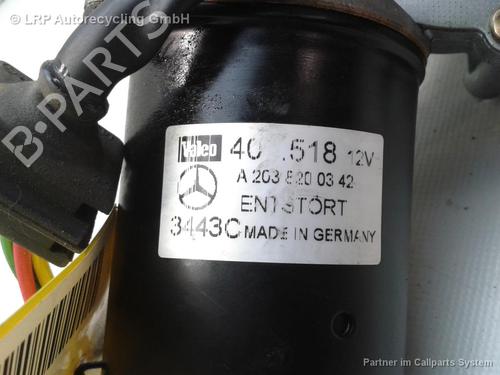 © LRP Autorecycling GmbH
B-PARTS
Valeo 40 .518 12V
A 203 820 03 42
ENTSTÖRT
3443C MADE IN GERMANY
Partner im Callparts System